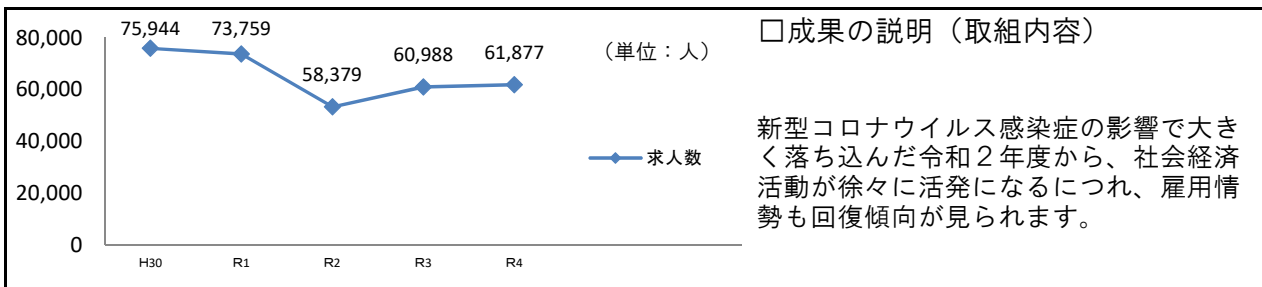 75,944
73,759
58,379
60,988
61,877
（単位：人）
80,000
60,000
40,000
20,000
0
H30
R1
R2
R3
R4
求人数
□成果の説明（取組内容）
新型コロナウイルス感染症の影響で大き
く落ち込んだ令和２年度から、社会経済
活動が徐々に活発になるにつれ、雇用情
勢も回復傾向が見られます。